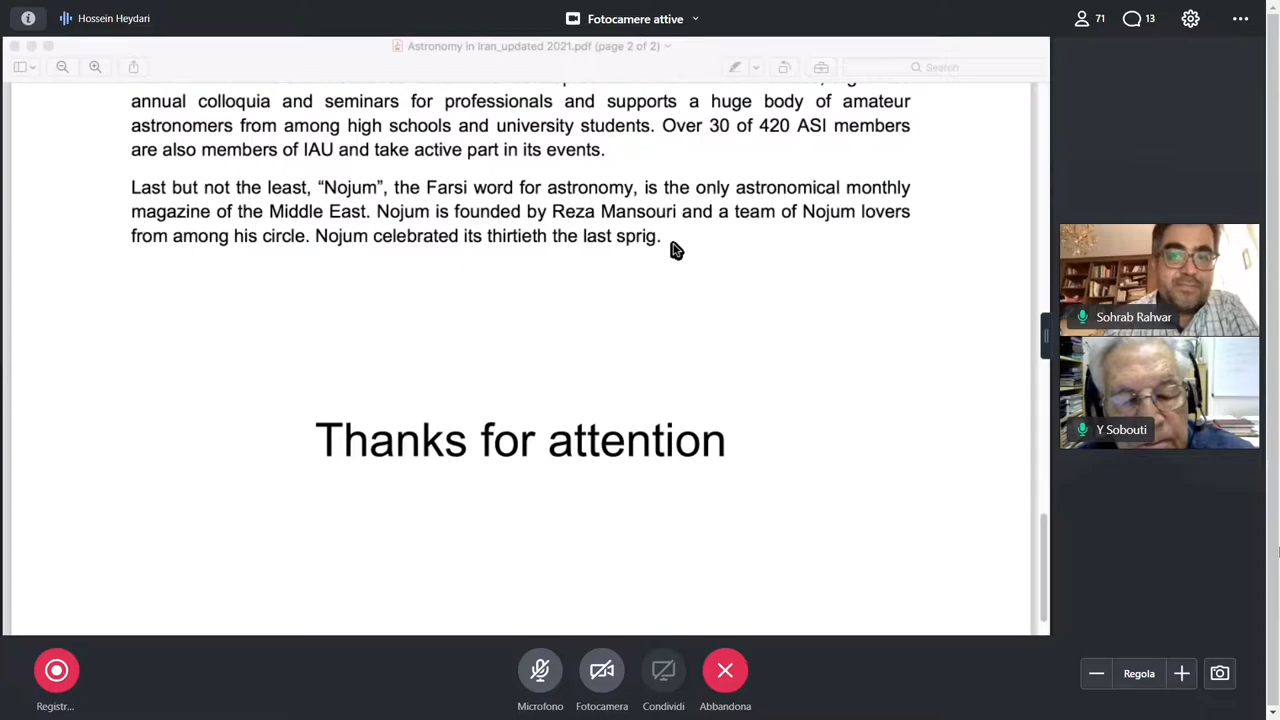 Hossein Heydari
Fotocamere attive
71
13
Astronomy in Iran_updated 2021.pdf (page 2 of 2)
Search
annual colloquia and seminars for professionals and supports a huge body of amateur
astronomers from among high schools and university students. Over 30 of 420 ASI members
are also members of IAU and take active part in its events.
Last but not the least, “Nojum”, the Farsi word for astronomy, is the only astronomical monthly
magazine of the Middle East. Nojum is founded by Reza Mansouri and a team of Nojum lovers
from among his circle. Nojum celebrated its thirtieth the last sprig.
Thanks for attention
Sohrab Rahvar
Y Sobouti
Registr...
Microfono
Fotocamera
Condividi
Abbandona
Regola